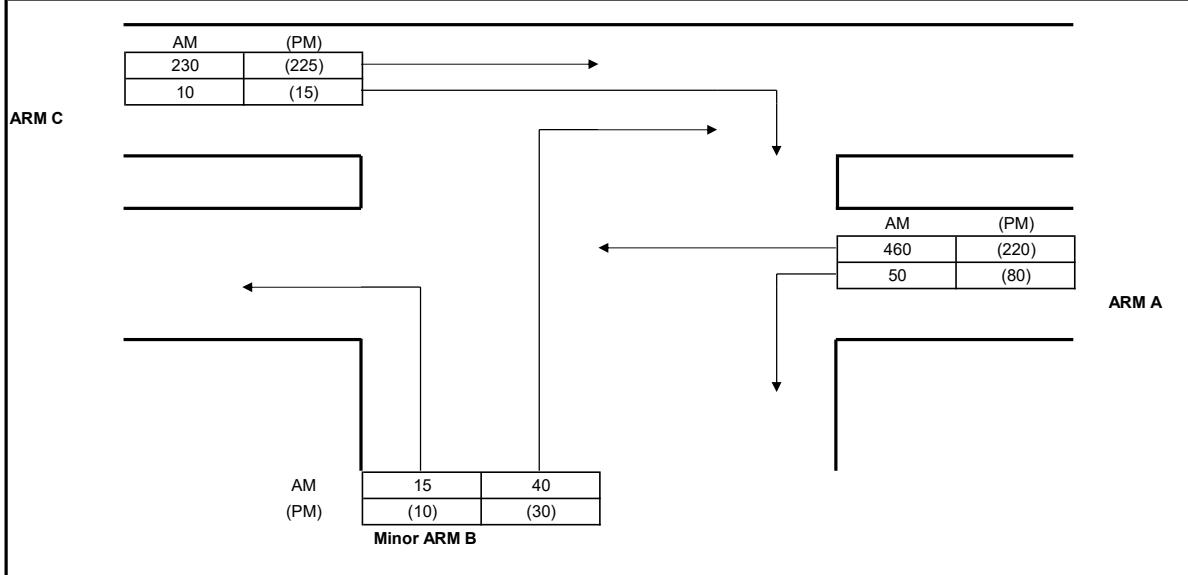 AM (PM)
230 (225)
10 (15)
ARM C
AM (PM)
460 (220)
50 (80)
ARM A
AM 15 40
(PM) (10) (30)
Minor ARM B